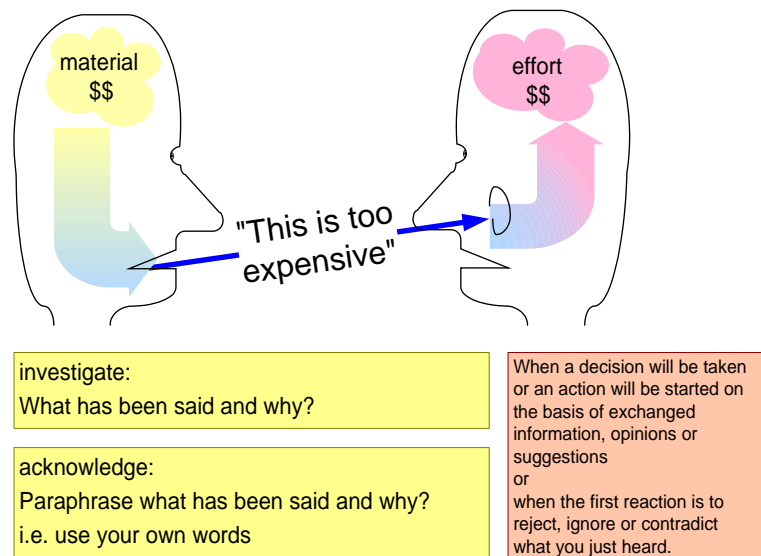 material
$$
effort
$$
"This is too
expensive"
investigate:
What has been said and why?
acknowledge:
Paraphrase what has been said and why?
i.e. use your own words
When a decision will be taken
or an action will be started on
the basis of exchanged
information, opinions or
suggestions
or
when the first reaction is to
reject, ignore or contradict
what you just heard.